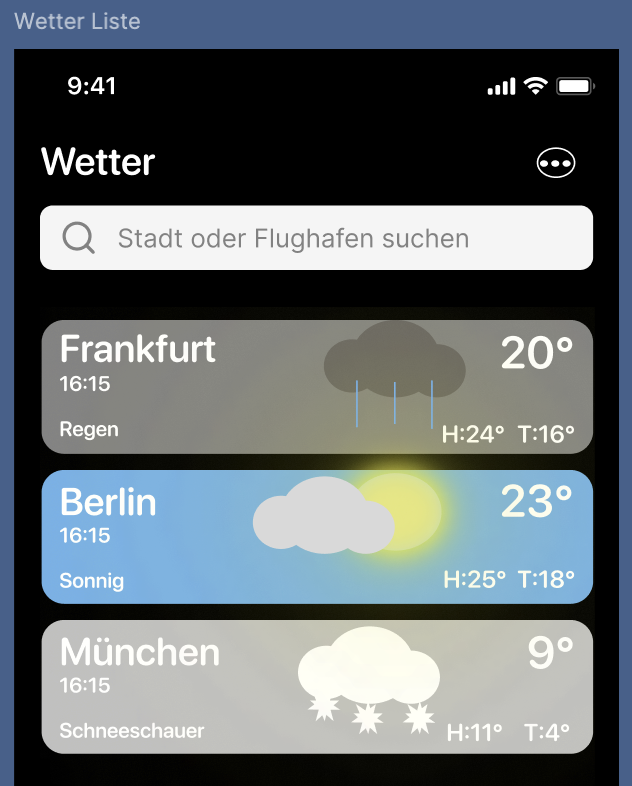 Wetter Liste
9:41
Wetter
Stadt oder Flughafen suchen
Frankfurt 20°
16:15
Regen H:24° T:16°
Berlin 23°
16:15
Sonnig H:25° T:18°
München 9°
16:15
Schneeschauer H:11° T:4°